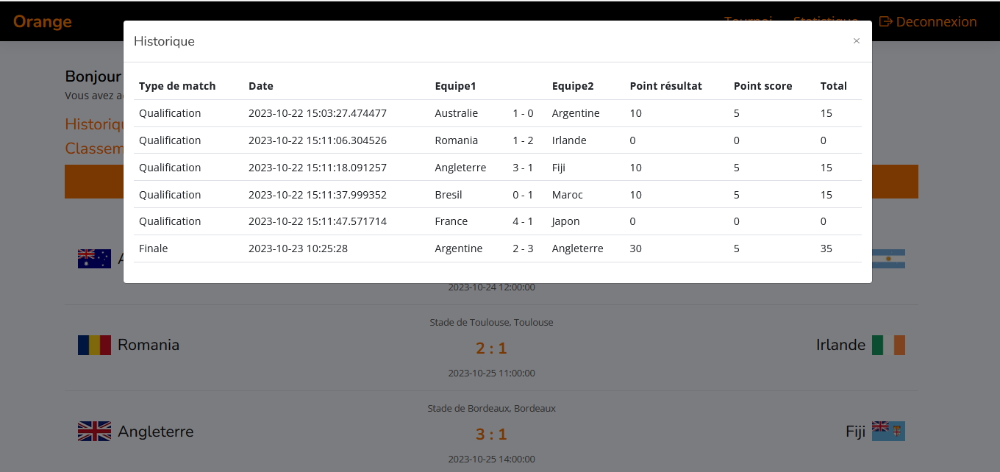 Orange Tournoi Statistique Deconnexion
Historique ×
Bonjour
Vous avez
Historiqu
Classem
Type de match Date Equipe1 Equipe2 Point résultat Point score Total
Qualification 2023-10-22 15:03:27.474477 Australie 1 - 0 Argentine 10 5 15
Qualification 2023-10-22 15:11:06.304526 Romania 1 - 2 Irlande 0 0 0
Qualification 2023-10-22 15:11:18.091257 Angleterre 3 - 1 Fiji 10 5 15
Qualification 2023-10-22 15:11:37.999352 Bresil 0 - 1 Maroc 10 5 15
Qualification 2023-10-22 15:11:47.571714 France 4 - 1 Japon 0 0 0
Finale 2023-10-23 10:25:28 Argentine 2 - 3 Angleterre 30 5 35
2023-10-24 12:00:00
Stade de Toulouse, Toulouse
Romania 2 : 1 Irlande
2023-10-25 11:00:00
Stade de Bordeaux, Bordeaux
Angleterre 3 : 1 Fiji
2023-10-25 14:00:00